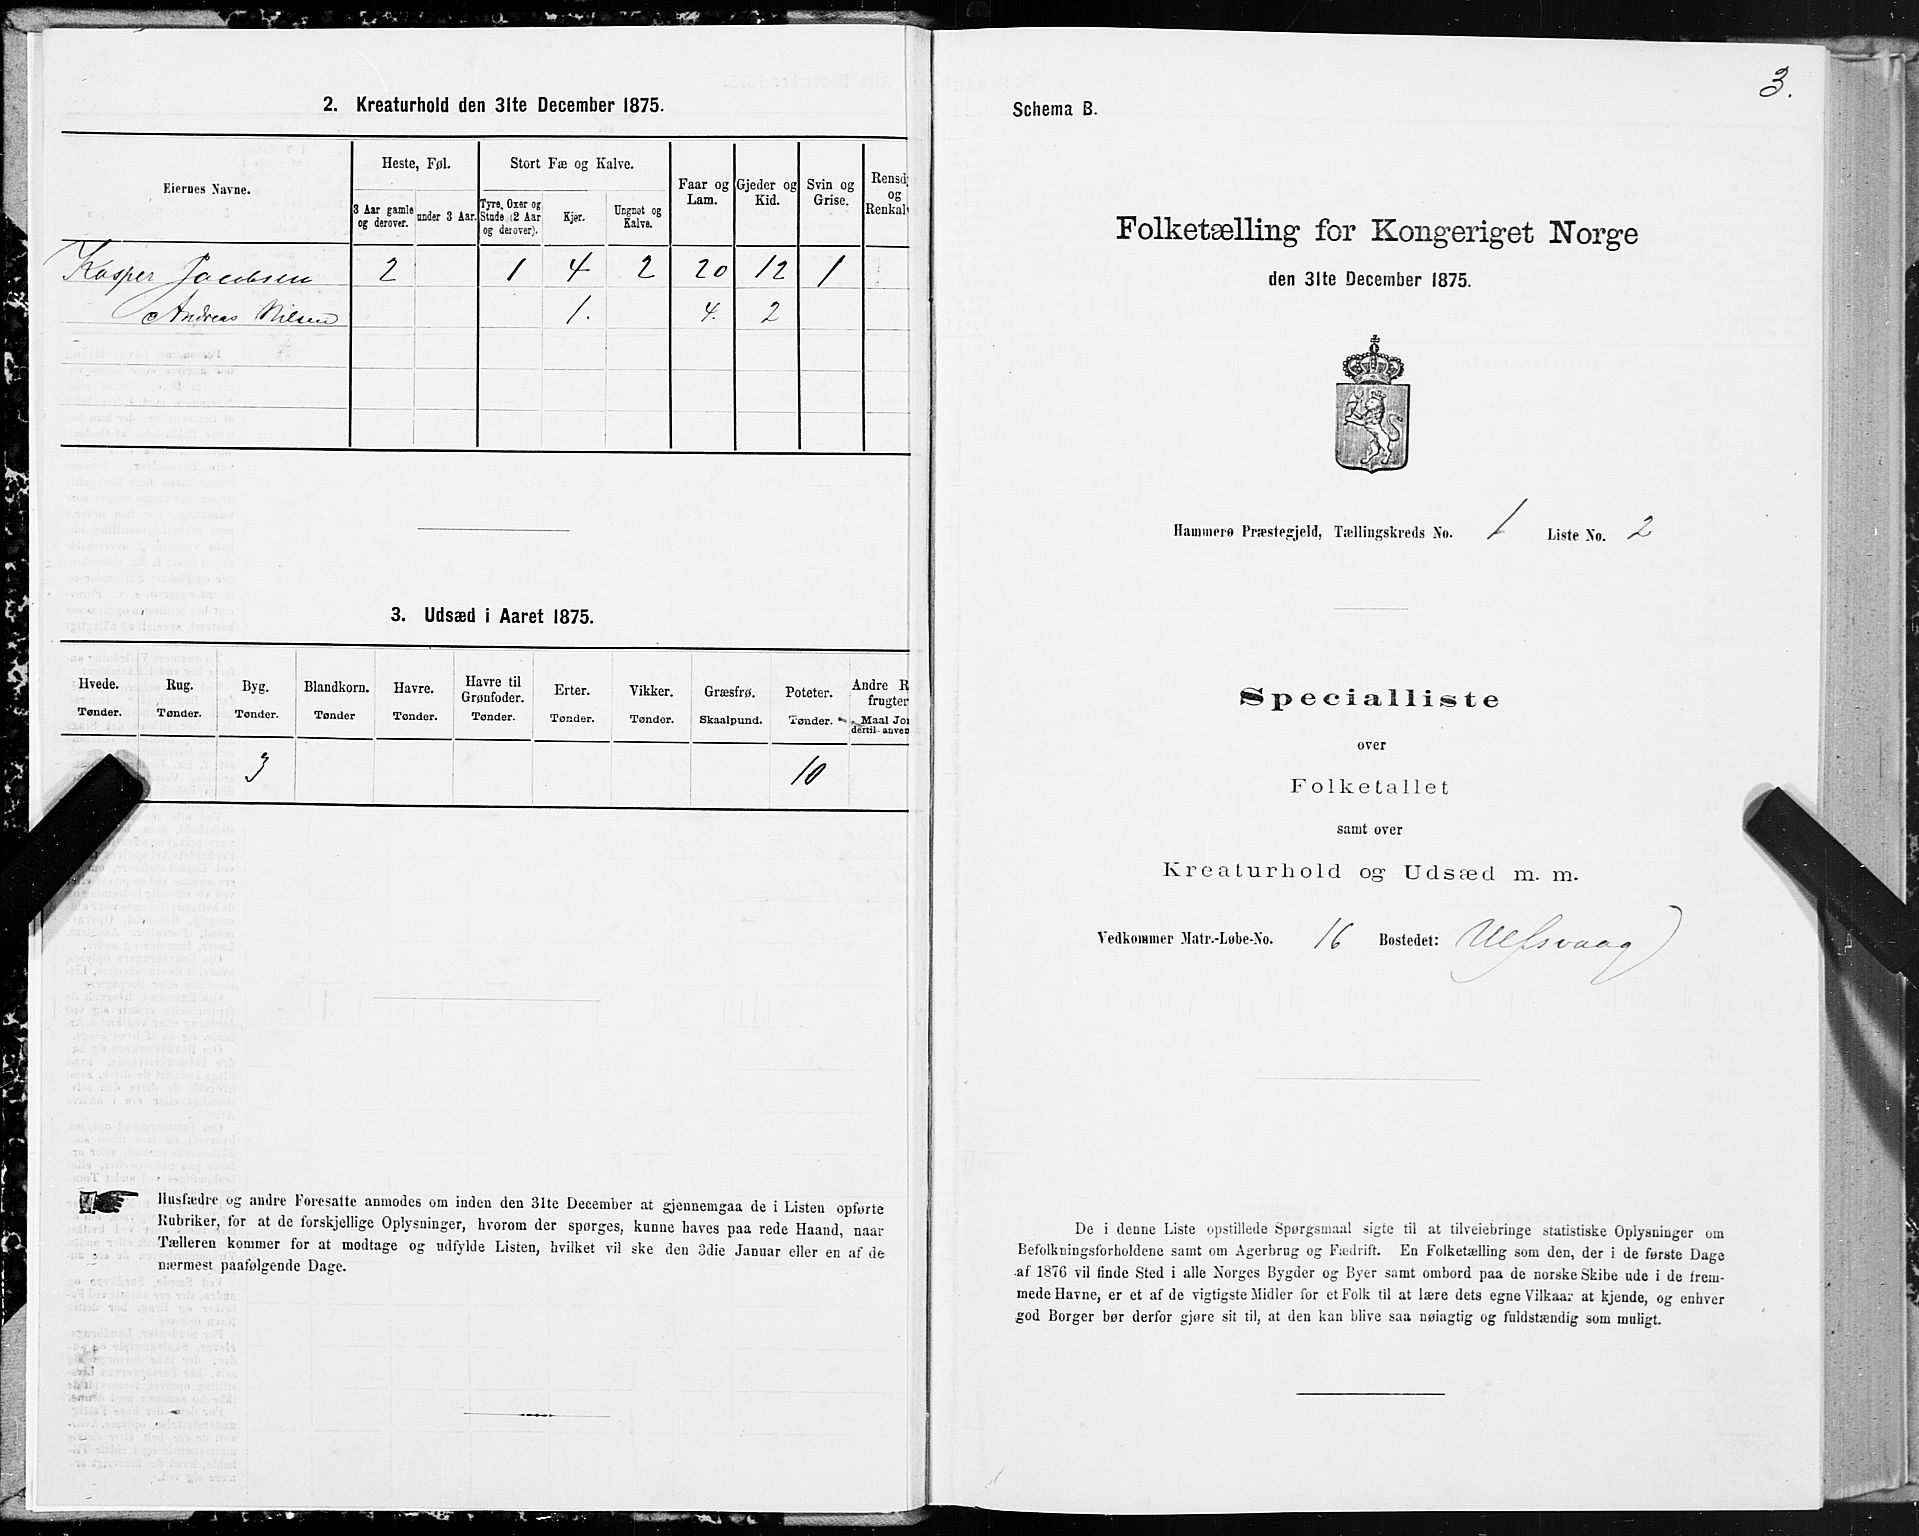 2. Kreaturhold den 31te December 1875.
Eiernes Navne.
Heste, Føl.
Stort Fæ og Kalve.
Faar og Lam.
Gjeder og Kid.
Svin og Grise.
Rensd
og
Renkal
3 Aar gamle og derover.
under 3 Aar.
Tyre, Oxer og Stude (2 Aar og derover).
Kjør.
Ungnøt og Kalve.
Kasper Jacobsen 2 1 4 2 20 12 1
Andreas Nilsen 1. 4. 2
3. Udsæd i Aaret 1875.
Hvede. Rug. Byg. Blandkorn. Havre. Havre til Grønfoder. Erter. Vikker. Græsfrø. Poteter. Andre R
frugter
Tønder. Tønder. Tønder. Tønder Tønder. Tønder. Tønder. Tønder. Skaalpund. Tønder. Maal Jo
dertil anven
3 10
Husfædre og andre Foresatte anmodes om inden den 31te December at gjennemgaa de i Listen opførte
Rubriker, for at de forskjellige Oplysninger, hvorom der spørges, kunne haves paa rede Haand, naar
Tælleren kommer for at modtage og udfylde Listen, hvilket vil ske den 3die Januar eller en af de
nærmest paafølgende Dage.
3.
Schema B.
Folketælling for Kongeriget Norge
den 31te December 1875.
Hammerø Præstegjeld, Tællingskreds No. 1 Liste No. 2
Specialliste
over
Folketallet
samt over
Kreaturhold og Udsæd m. m.
Vedkommer Matr.-Løbe-No. 16 Bostedet: Ulfsvaag
De i denne Liste opstillede Spørgsmaal sigte til at tilveiebringe statistiske Oplysninger om
Befolkningsforholdene samt om Agerbrug og Fædrift. En Folketælling som den, der i de første Dage
af 1876 vil finde Sted i alle Norges Bygder og Byer samt ombord paa de norske Skibe ude i de frem-
mede Havne, er et af de vigtigste Midler for et Folk til at lære dets egne Vilkaar at kjende, og enhver
god Borger bør derfor gjøre sit til, at den kan blive saa nøiagtig og fuldstændig som muligt.